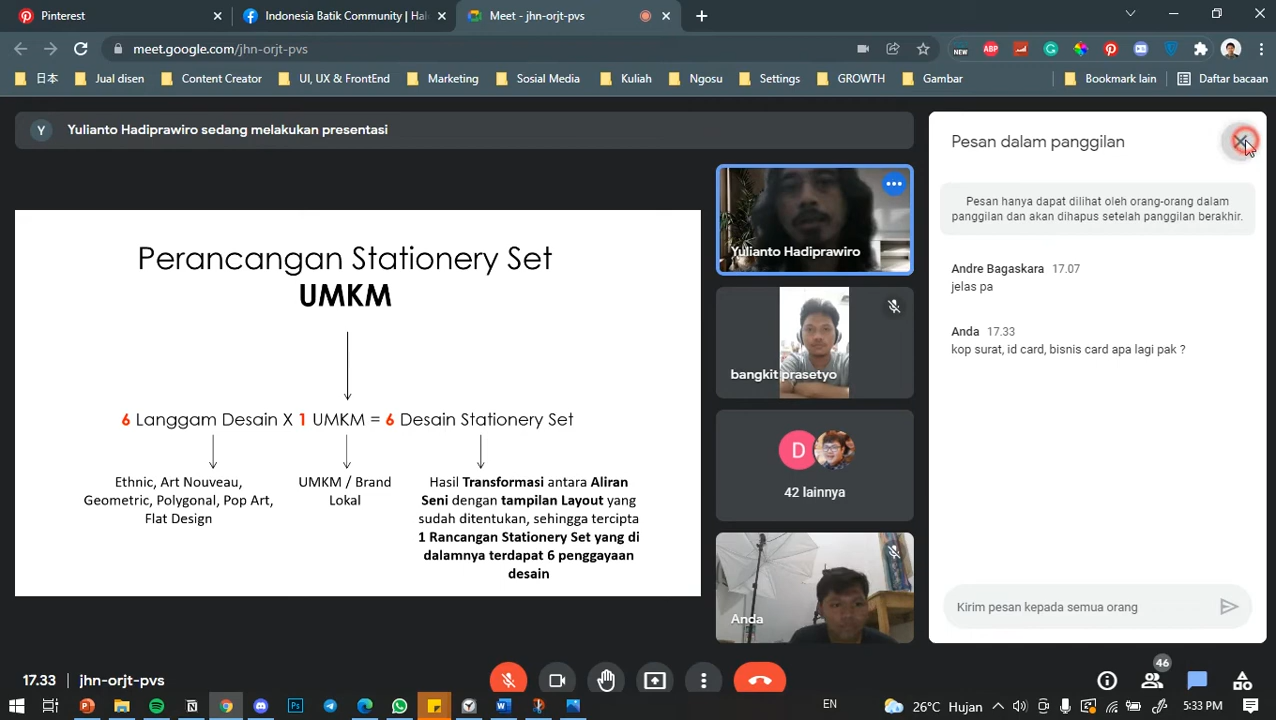 Pinterest
Indonesia Batik Community | Hal
Meet - jhn-orjt-pvs
meet.google.com/jhn-orjt-pvs
NEW
ABP
日本
Jual disen
Content Creator
UI, UX & FrontEnd
Marketing
Sosial Media
Kuliah
Ngosu
Settings
GROWTH
Gambar
Bookmark lain
Daftar bacaan
Y
Yulianto Hadiprawiro sedang melakukan presentasi
Perancangan Stationery Set
UMKM
6 Langgam Desain X 1 UMKM = 6 Desain Stationery Set
Ethnic, Art Nouveau,
Geometric, Polygonal, Pop Art,
Flat Design
UMKM / Brand
Lokal
Hasil Transformasi antara Aliran
Seni dengan tampilan Layout yang
sudah ditentukan, sehingga tercipta
1 Rancangan Stationery Set yang di
dalamnya terdapat 6 penggayaan
desain
Yulianto Hadiprawiro
bangkit prasetyo
D
42 lainnya
Anda
Pesan dalam panggilan
Pesan hanya dapat dilihat oleh orang-orang dalam
panggilan dan akan dihapus setelah panggilan berakhir.
Andre Bagaskara 17.07
jelas pa
Anda 17.33
kop surat, id card, bisnis card apa lagi pak ?
Kirim pesan kepada semua orang
17.33
jhn-orjt-pvs
46
EN
26°C Hujan
5:33 PM